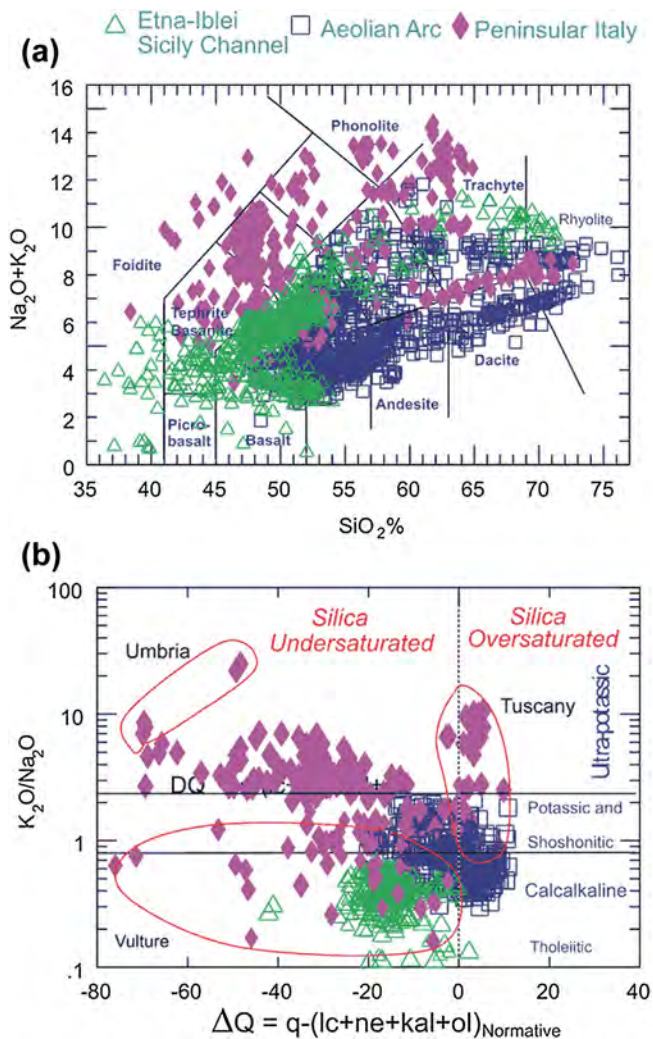 Etna-Iblei
Sicily Channel
Aeolian Arc
Peninsular Italy
(a)
16
14
12
10
8
6
4
2
0
Na2O+K2O
Phonolite
Trachyte
Rhyolite
Foidite
Tephrite
Basanite
Dacite
Andesite
Picro-
basalt
Basalt
35 40 45 50 55 60 65 70 75
SiO2%
(b)
100
10
1
.1
K2O/Na2O
Silica
Undersaturated
Silica
Oversaturated
Umbria
Tuscany
Ultra-potassic
DQ
Potassic and
Shoshonitic
Calcalkaline
Vulture
Tholeiitic
-80 -60 -40 -20 0 20 40
ΔQ = q-(lc+ne+kal+ol)Normative